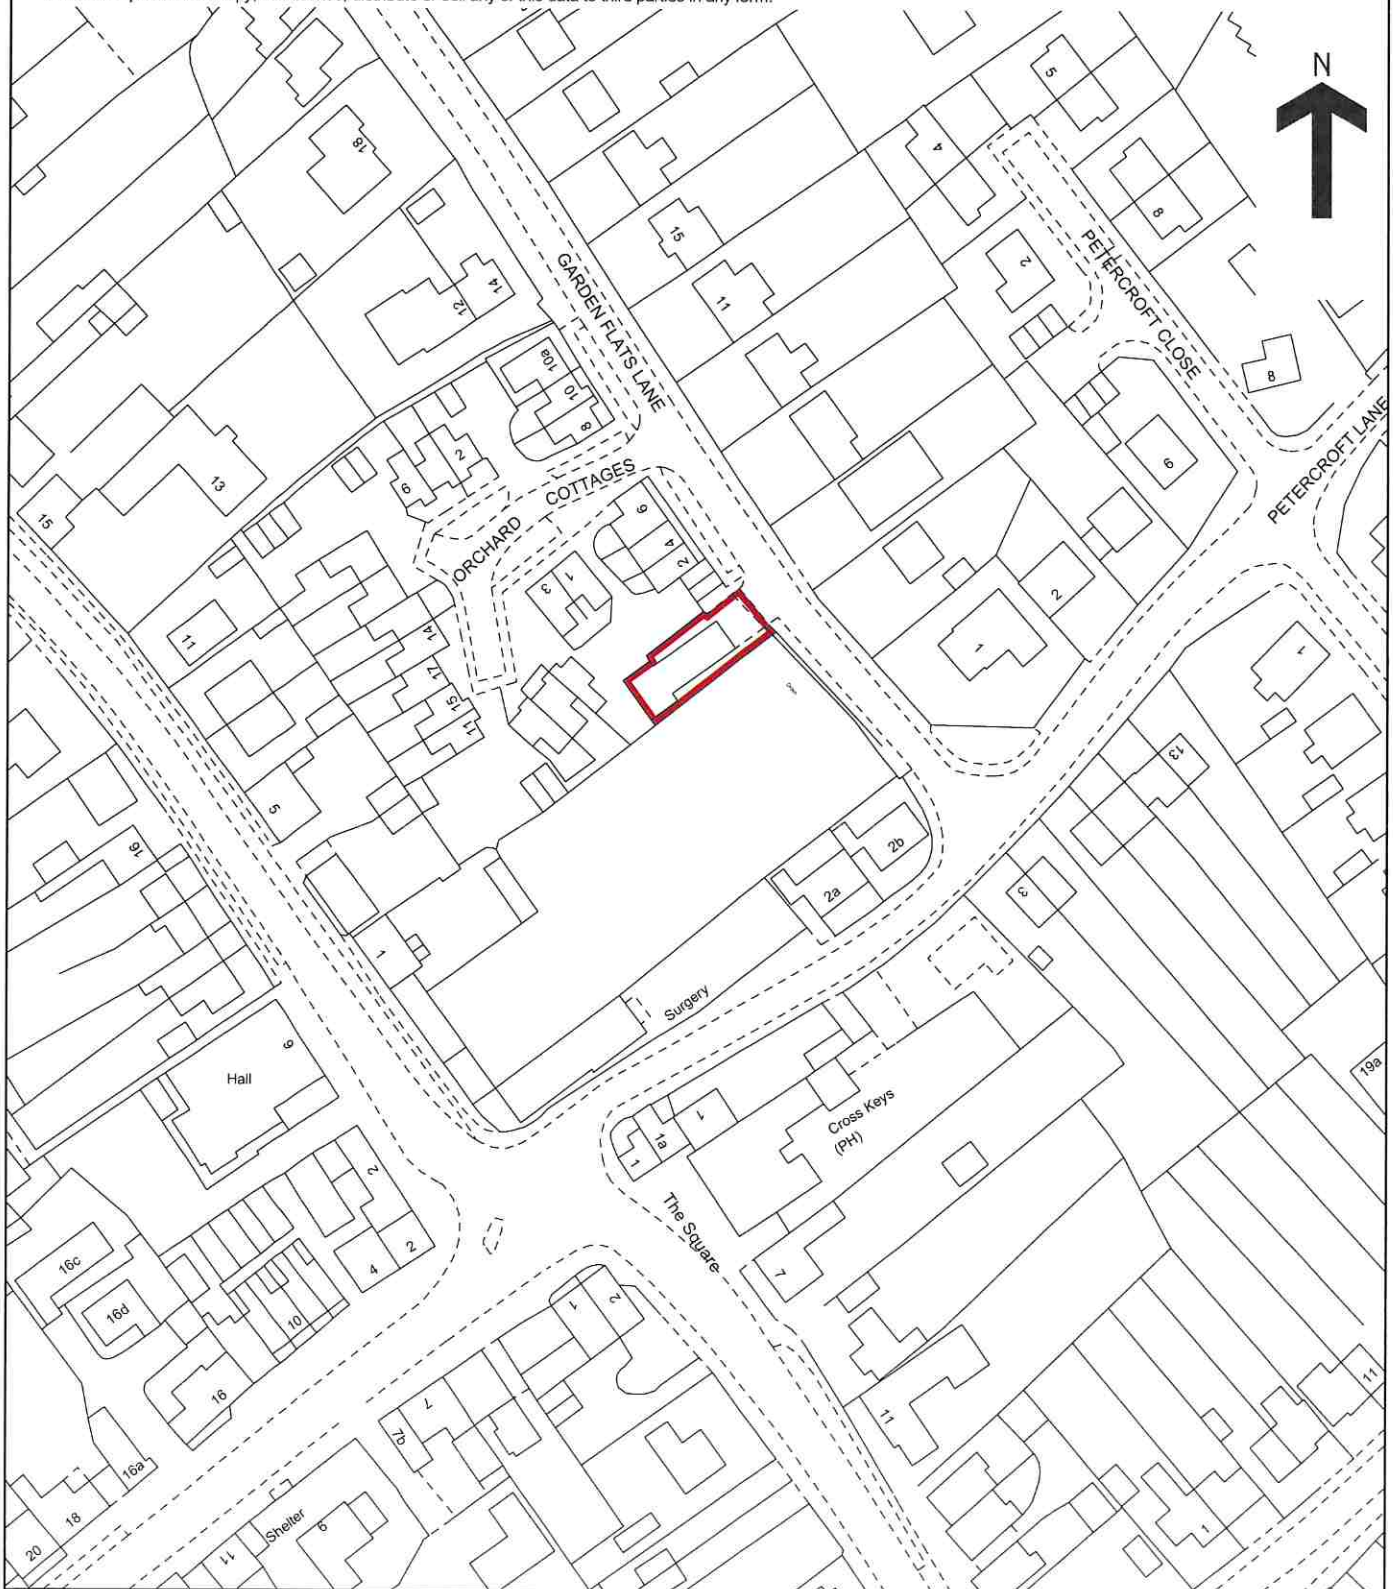 N
5
4
8
18
15
2
PETERCROFT CLOSE
14
12
11
GARDEN FLATS LANE
10a
10
8
8
PETERCROFT LANE
2
6
6
13
15
ORCHARD COTTAGES
6
4
2
1
3
2
1
1
11
14
17
15
11
Drain
13
5
16
2b
2a
3
1
Surgery
9
Hall
Cross Keys
(PH)
1
1a
1
19a
2
The Square
2
4
7
16c
16d
10
1
2
16
7
7b
11
11
16a
18
Shelter
9
11
20
1